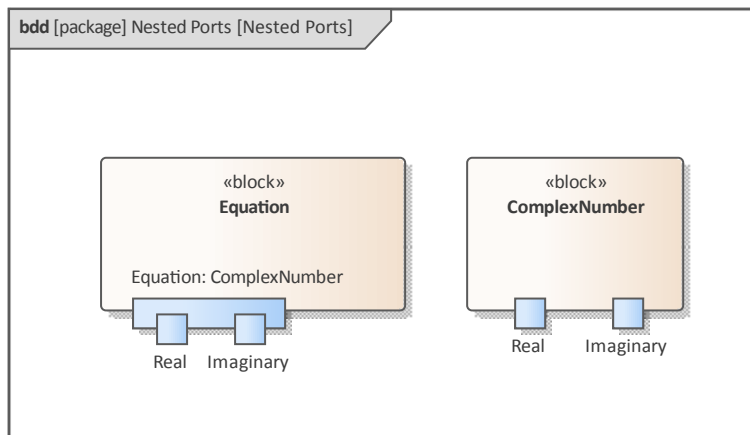 bdd [package] Nested Ports [Nested Ports]
«block»
Equation
Equation: ComplexNumber
Real
Imaginary
«block»
ComplexNumber
Real
Imaginary